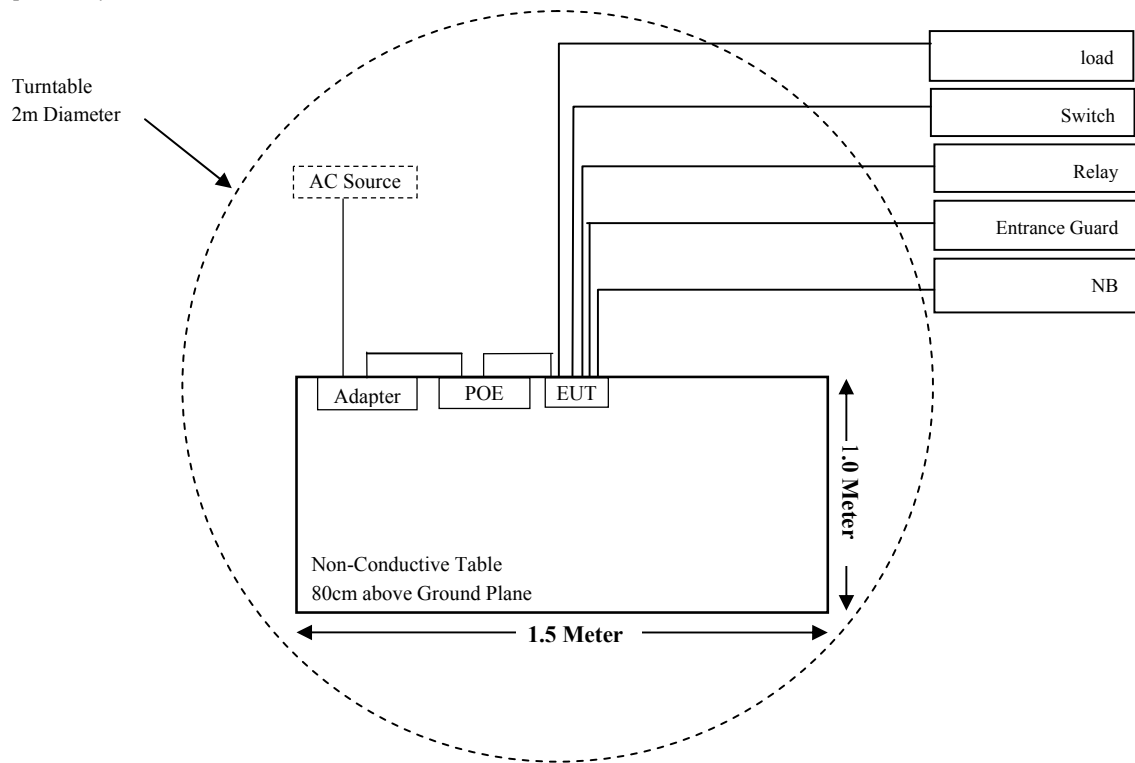 load
Turntable
2m Diameter
Switch
Relay
AC Source
Entrance Guard
NB
Adapter
POE
EUT
1.0 Meter
Non-Conductive Table
80cm above Ground Plane
1.5 Meter